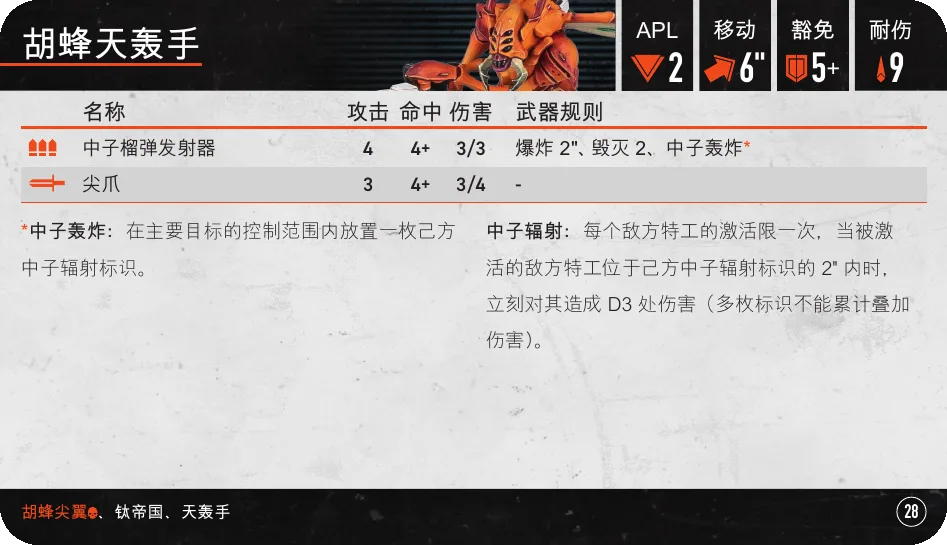 胡蜂天轰手
APL 移动 豁免 耐伤
2 6" 5+ 9
名称 攻击 命中 伤害 武器规则
中子榴弹发射器 4 4+ 3/3 爆炸 2"、毁灭 2、中子轰炸*
尖爪 3 4+ 3/4 -
*中子轰炸：在主要目标的控制范围内放置一枚己方
中子辐射标识。
中子辐射：每个敌方特工的激活限一次，当被激
活的敌方特工位于己方中子辐射标识的 2" 内时，
立刻对其造成 D3 处伤害（多枚标识不能累计叠加
伤害）。
胡蜂尖翼、钛帝国、天轰手
28